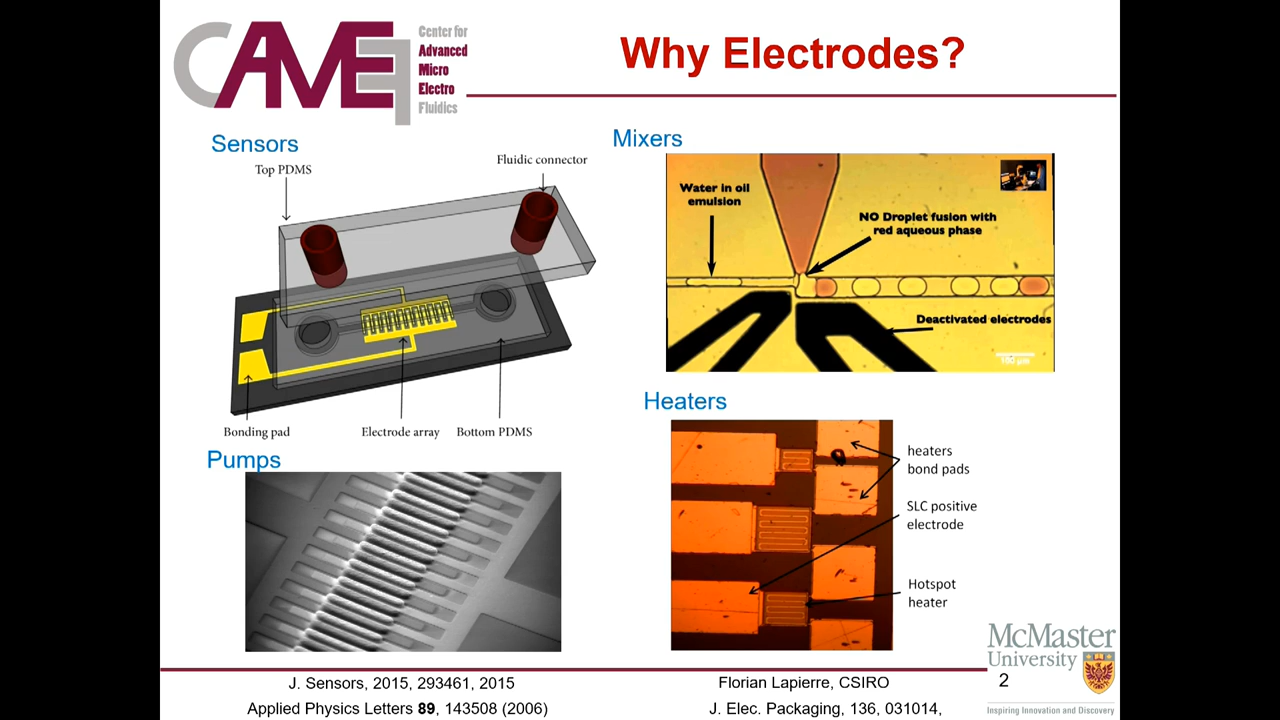 CAMEF
Center for
Advanced
Micro
Electro
Fluidics
Why Electrodes?
Sensors
Top PDMS
Fluidic connector
Bonding pad
Electrode array
Bottom PDMS
Mixers
Water in oil
emulsion
NO Droplet fusion with
red aqueous phase
Deactivated electrodes
100 µm
Pumps
Heaters
heaters
bond pads
SLC positive
electrode
Hotspot
heater
McMaster
University
Inspiring Innovation and Discovery
2
J. Sensors, 2015, 293461, 2015
Applied Physics Letters 89, 143508 (2006)
Florian Lapierre, CSIRO
J. Elec. Packaging, 136, 031014,